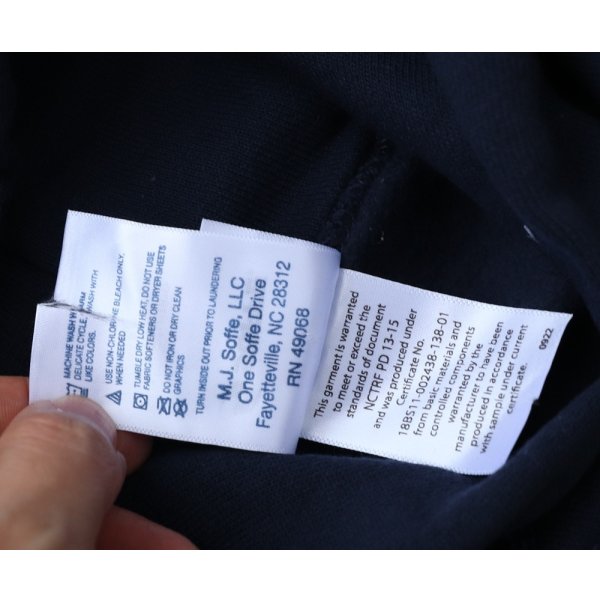 MACHINE WASH
DELICATE CYCLE WASH WITH
LIKE COLORS.
USE NON-CHLORINE BLEACH ONLY,
WHEN NEEDED
TUMBLE DRY LOW HEAT, DO NOT USE
FABRIC SOFTENERS OR DRYER SHEETS
DO NOT IRON OR DRY CLEAN
GRAPHICS
TURN INSIDE OUT PRIOR TO LAUNDERING
M.J. Soffe, LLC
One Soffe Drive
Fayetteville, NC 28312
RN 49068
This garment is warranted
to meet or exceed the
standards of document
NCTRF PD 13-15
and was produced under
Certificate No.
18BS11-002438-138-01
from basic materials and
controlled components
warranted by the
manufacturer to have been
produced in accordance
with sample under current
certificate.
0922